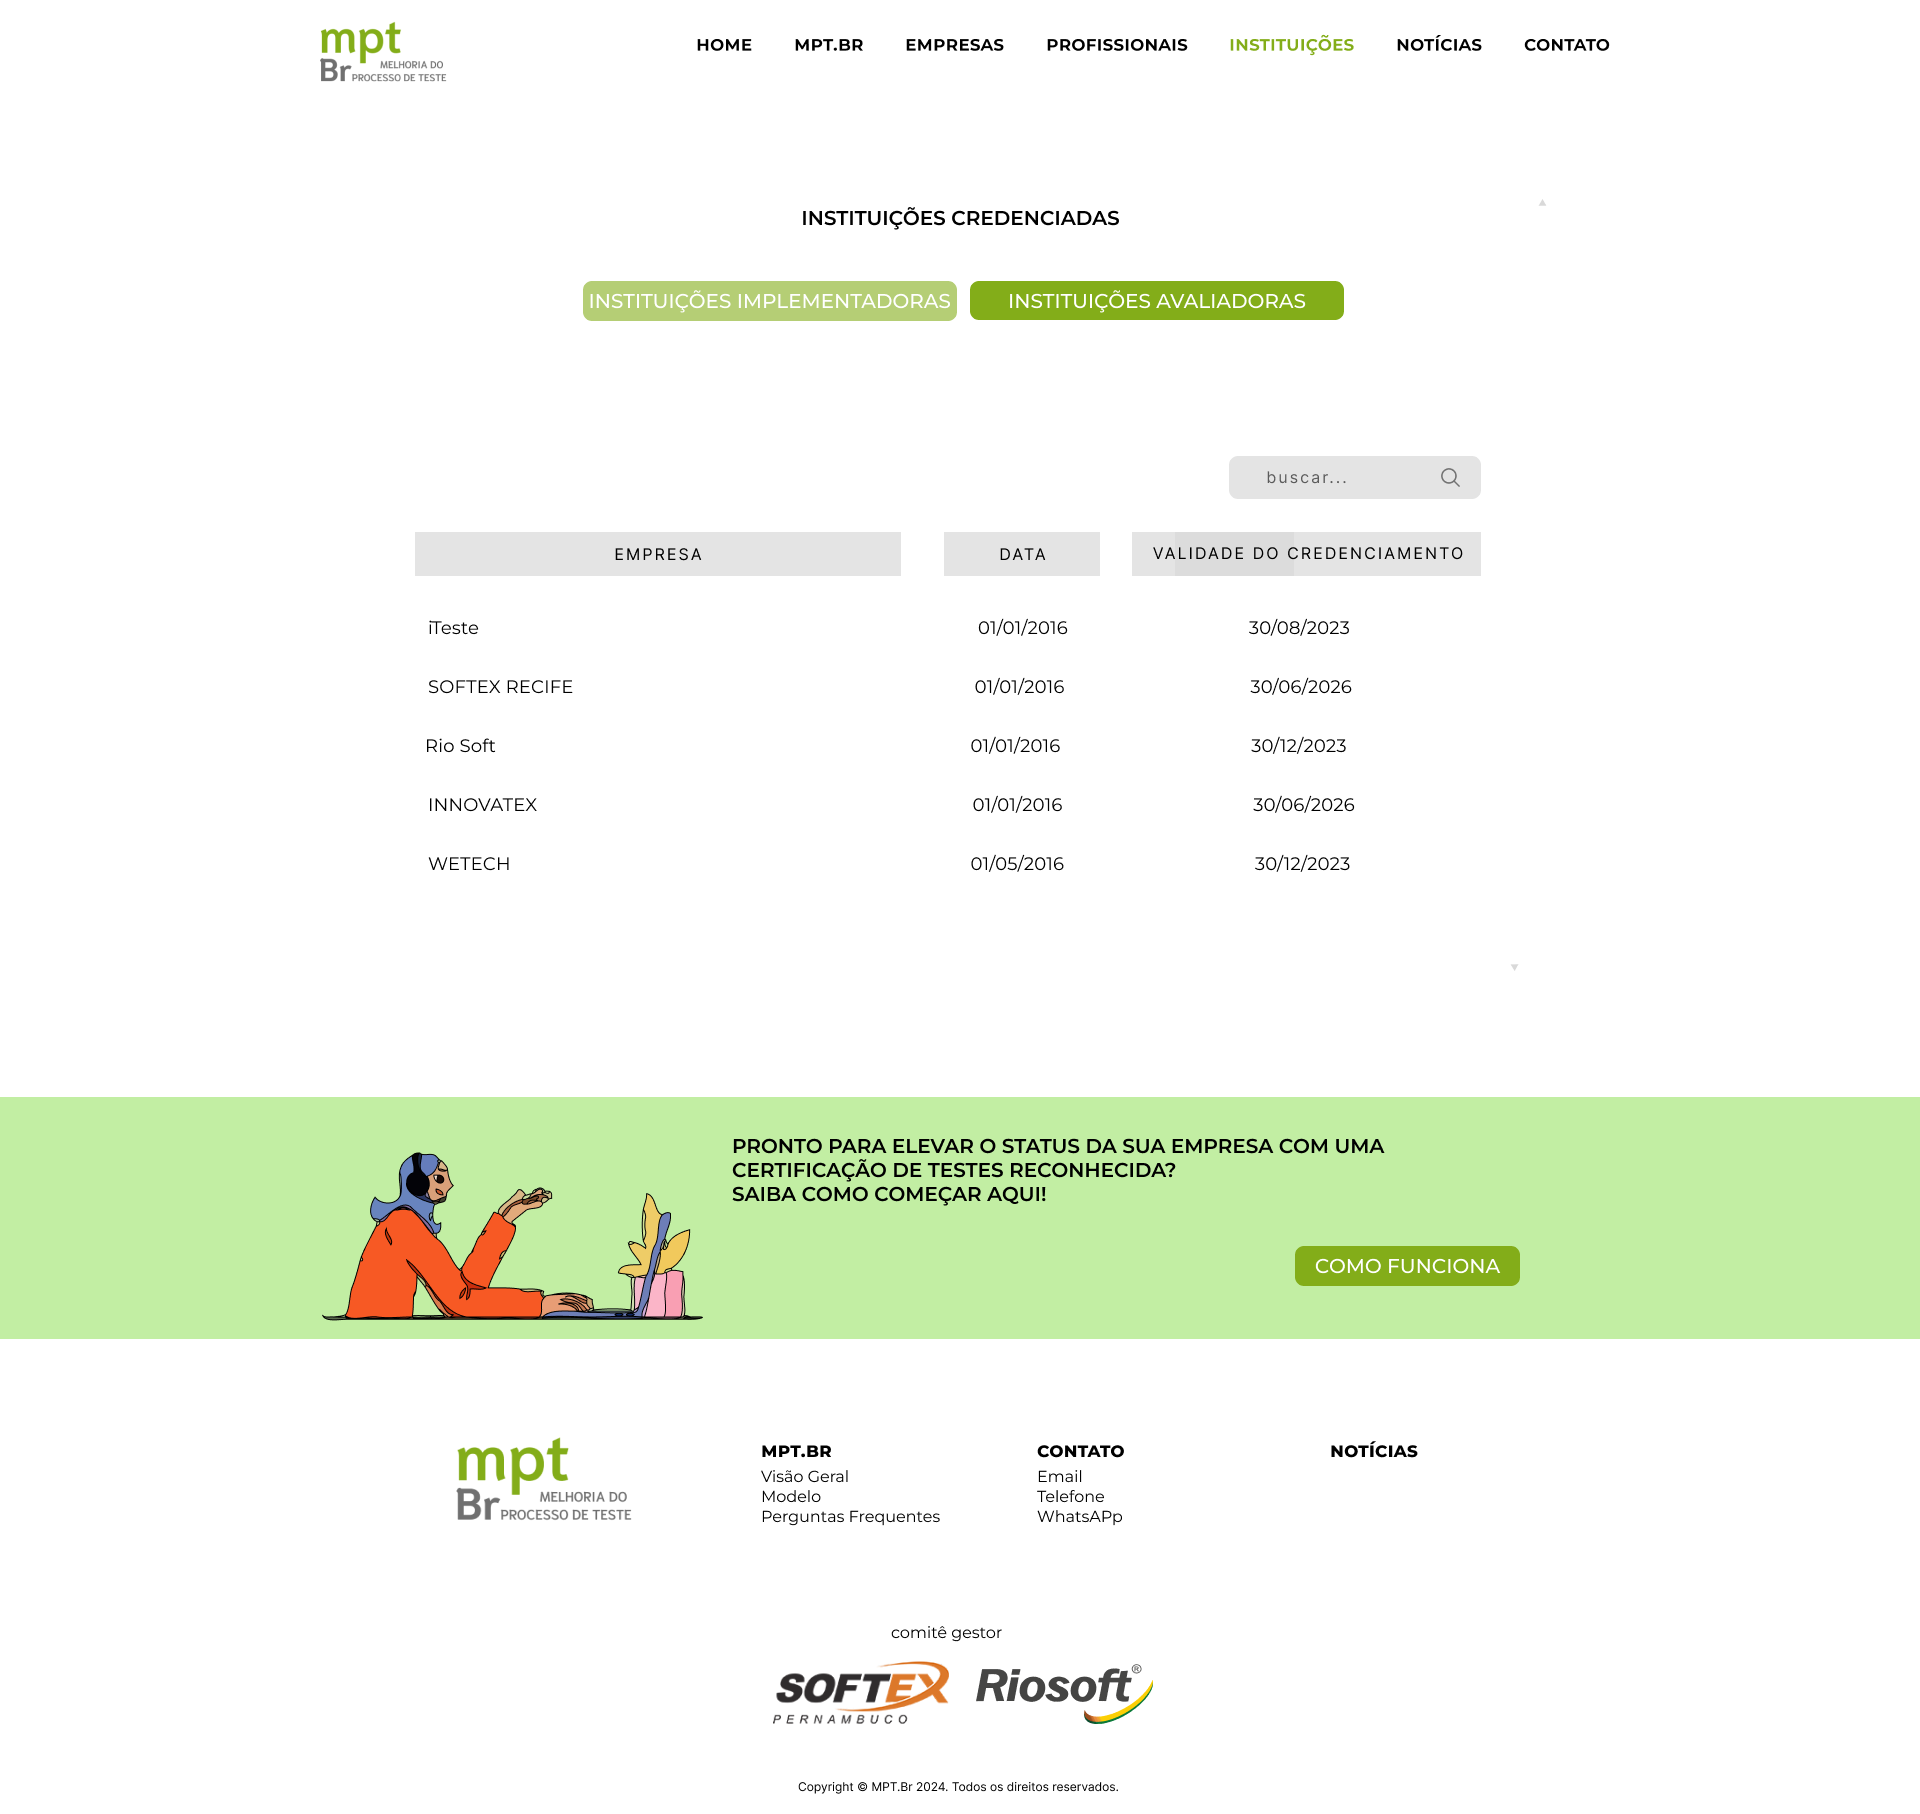 mpt
Br MELHORIA DO
PROCESSO DE TESTE
HOME MPT.BR EMPRESAS PROFISSIONAIS INSTITUIÇÕES NOTÍCIAS CONTATO
INSTITUIÇÕES CREDENCIADAS
INSTITUIÇÕES IMPLEMENTADORAS INSTITUIÇÕES AVALIADORAS
buscar...
EMPRESA DATA VALIDADE DO CREDENCIAMENTO
iTeste 01/01/2016 30/08/2023
SOFTEX RECIFE 01/01/2016 30/06/2026
Rio Soft 01/01/2016 30/12/2023
INNOVATEX 01/01/2016 30/06/2026
WETECH 01/05/2016 30/12/2023
PRONTO PARA ELEVAR O STATUS DA SUA EMPRESA COM UMA
CERTIFICAÇÃO DE TESTES RECONHECIDA?
SAIBA COMO COMEÇAR AQUI!
COMO FUNCIONA
mpt
Br MELHORIA DO
PROCESSO DE TESTE
MPT.BR
Visão Geral
Modelo
Perguntas Frequentes
CONTATO
Email
Telefone
WhatsAPp
NOTÍCIAS
comitê gestor
SOFTEX
PERNAMBUCO
Riosoft®
Copyright © MPT.Br 2024. Todos os direitos reservados.